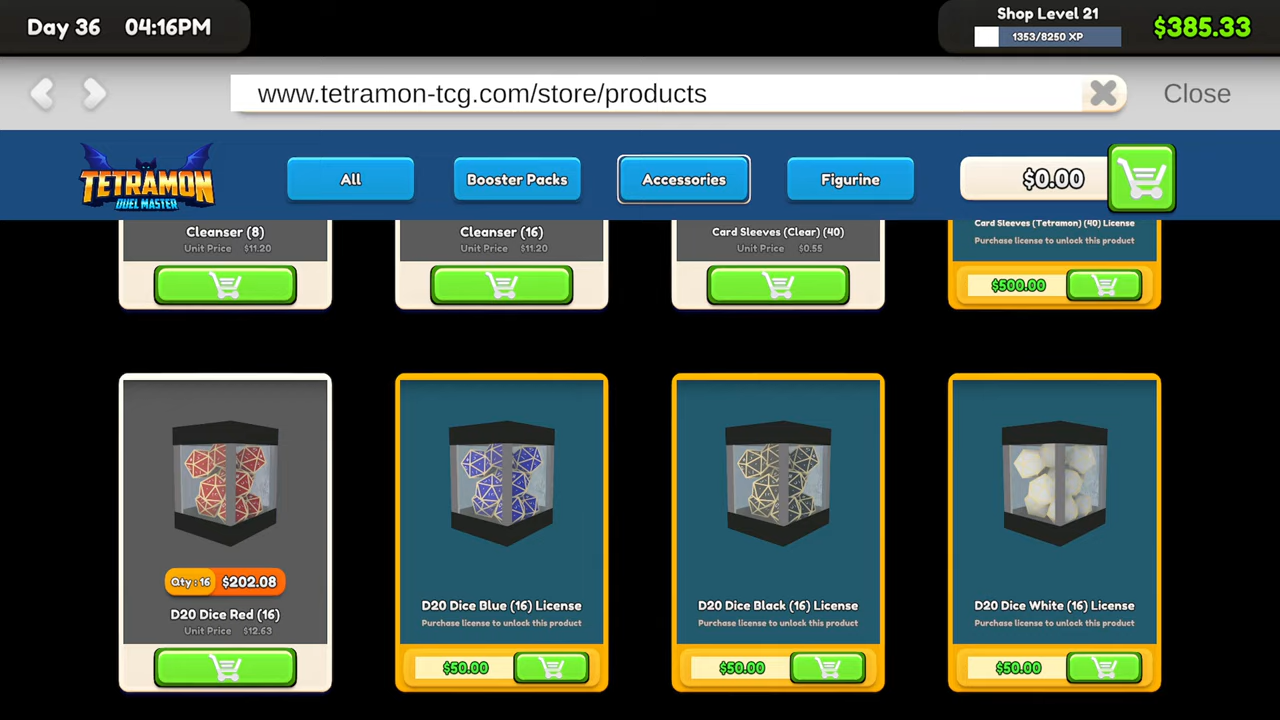 Day 36 04:16PM
Shop Level 21
1353/8250 XP
$385.33
www.tetramon-tcg.com/store/products
Close
TETRAMON
DUEL MASTER
All
Booster Packs
Accessories
Figurine
$0.00
Cleanser (8)
Unit Price $11.20
Cleanser (16)
Unit Price $11.20
Card Sleeves (Clear) (40)
Unit Price $0.55
Card Sleeves (Tetramon) (40) License
Purchase license to unlock this product
$500.00
Qty : 16 $202.08
D20 Dice Red (16)
Unit Price $12.63
D20 Dice Blue (16) License
Purchase license to unlock this product
$50.00
D20 Dice Black (16) License
Purchase license to unlock this product
$50.00
D20 Dice White (16) License
Purchase license to unlock this product
$50.00